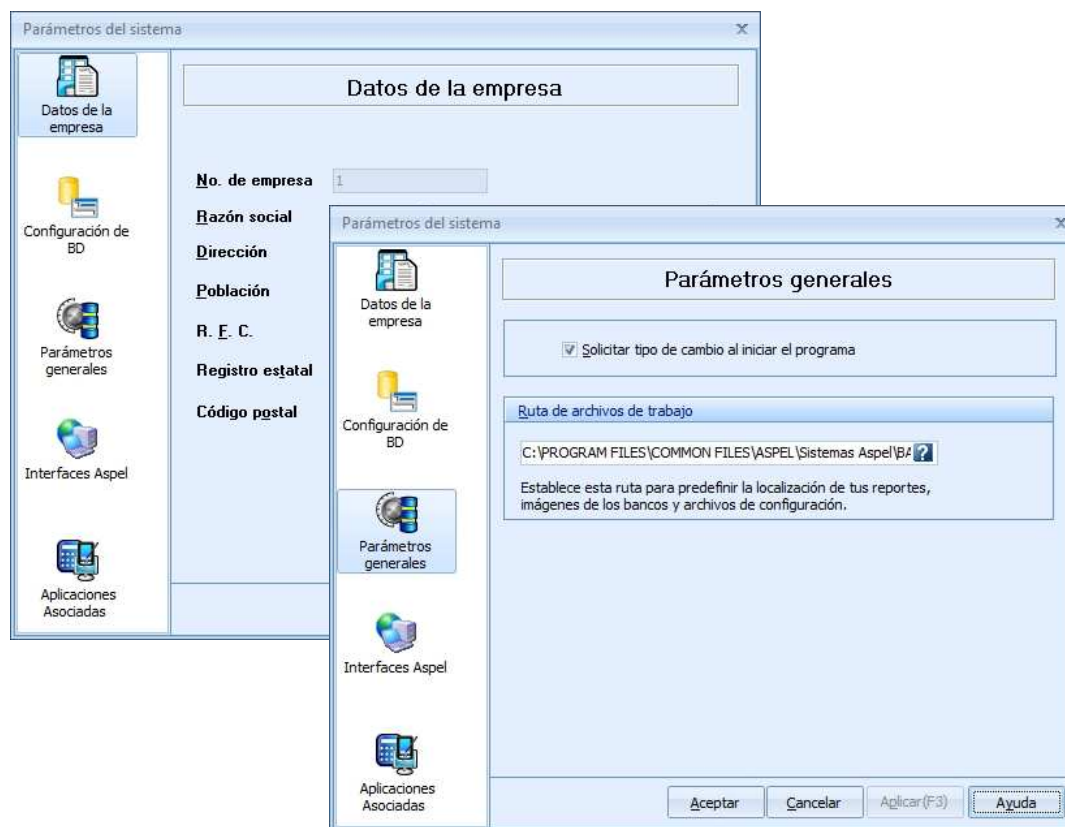 Parámetros del sistema
x
Datos de la
empresa
Configuración de
BD
Parámetros
generales
Interfaces Aspel
Aplicaciones
Asociadas
Datos de la empresa
No. de empresa
1
Razón social
Dirección
Población
R. F. C.
Registro estatal
Código postal
Parámetros del sistema
x
Datos de la
empresa
Configuración de
BD
Parámetros
generales
Interfaces Aspel
Aplicaciones
Asociadas
Parámetros generales
Solicitar tipo de cambio al iniciar el programa
Ruta de archivos de trabajo
C:\PROGRAM FILES\COMMON FILES\ASPEL\Sistemas Aspel\BA
?
Establece esta ruta para predefinir la localización de tus reportes,
imágenes de los bancos y archivos de configuración.
Aceptar
Cancelar
Aplicar(F3)
Ayuda